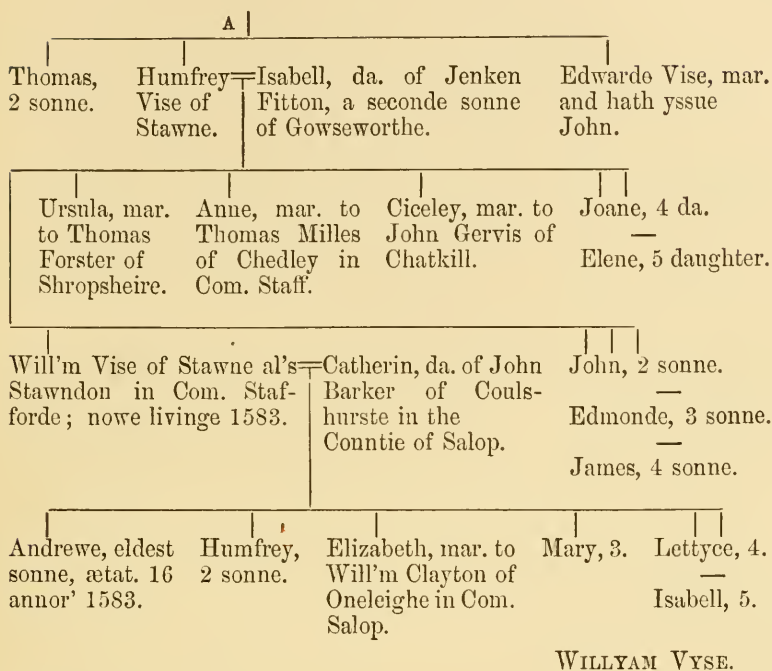 A
Thomas,
2 sonne.
Humfrey
Vise of
Stawne.
Isabell, da. of Jenken
Fitton, a seconde sonne
of Gowseworthe.
Edwarde Vise, mar.
and hath yssue
John.
Ursula, mar.
to Thomas
Forster of
Shropsheire.
Anne, mar. to
Thomas Milles
of Chedley in
Com. Staff.
Ciceley, mar. to
John Gervis of
Chatkill.
Joane, 4 da.
—
Elene, 5 daughter.
Will'm Vise of Stawne al's
Stawndon in Com. Staf-
forde; nowe livinge 1583.
Catherin, da. of John
Barker of Couls-
hurste in the
Countie of Salop.
John, 2 sonne.
—
Edmonde, 3 sonne.
—
James, 4 sonne.
Andrewe, eldest
sonne, ætat. 16
annor' 1583.
Humfrey,
2 sonne.
Elizabeth, mar. to
Will'm Clayton of
Oneleighe in Com.
Salop.
Mary, 3.
Lettyce, 4.
—
Isabell, 5.
WILLYAM VYSE.